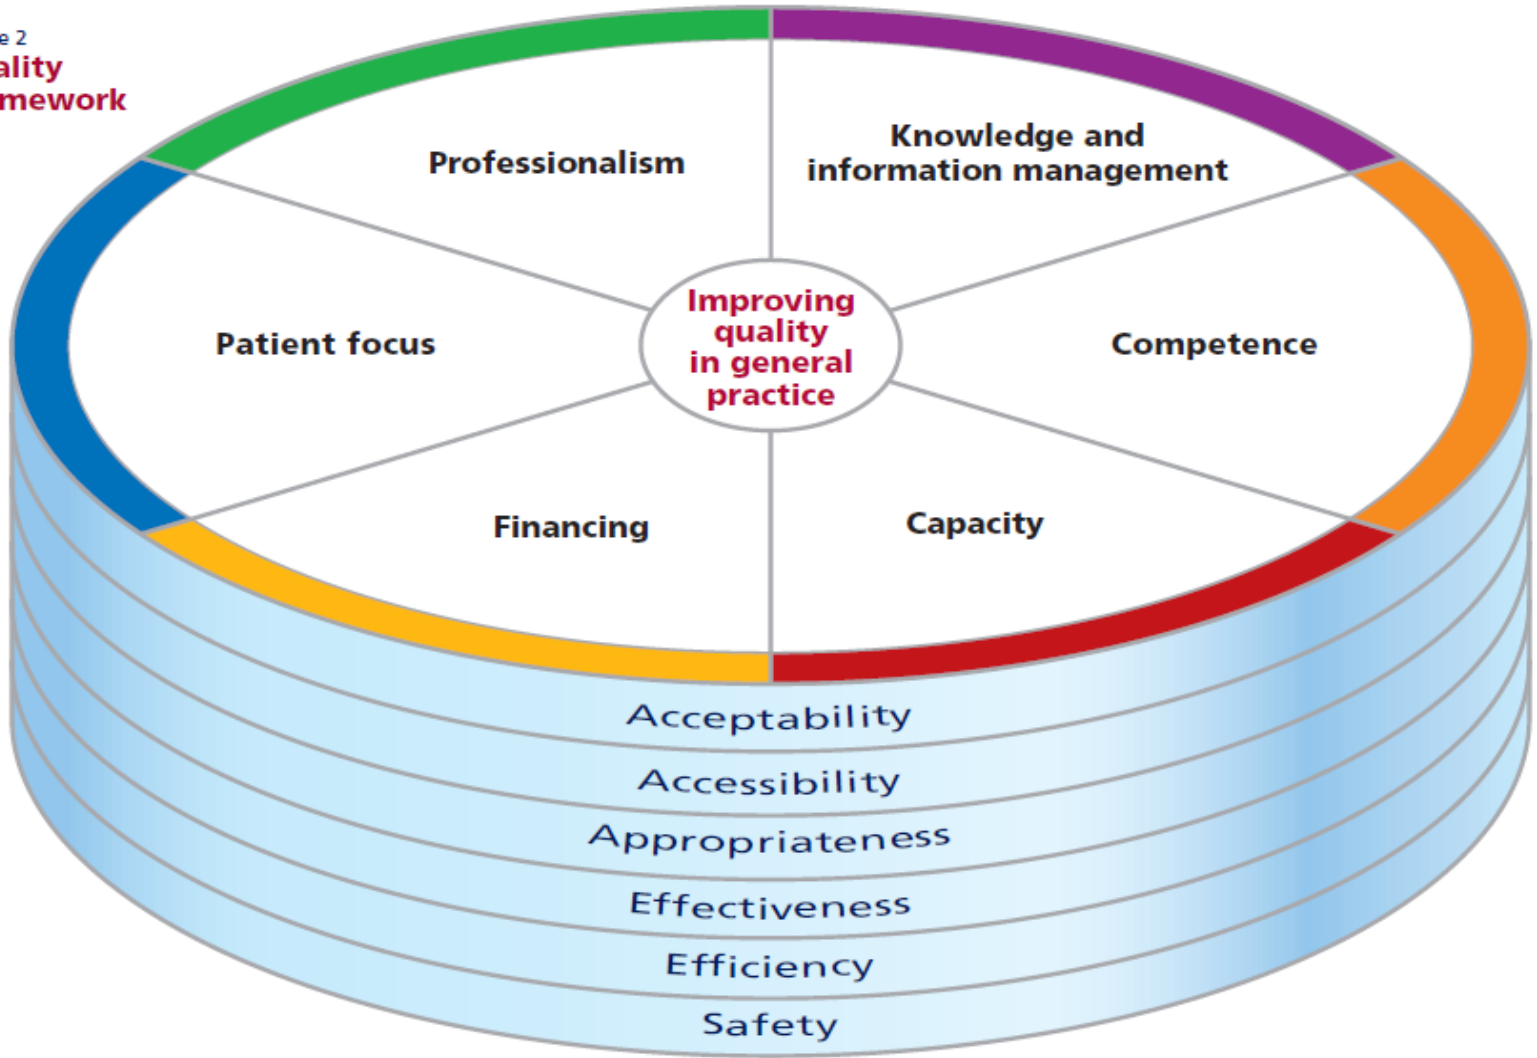 e 2
ality
mework
Professionalism
Knowledge and
information management
Patient focus
Improving
quality
in general
practice
Competence
Financing
Capacity
Acceptability
Accessibility
Appropriateness
Effectiveness
Efficiency
Safety